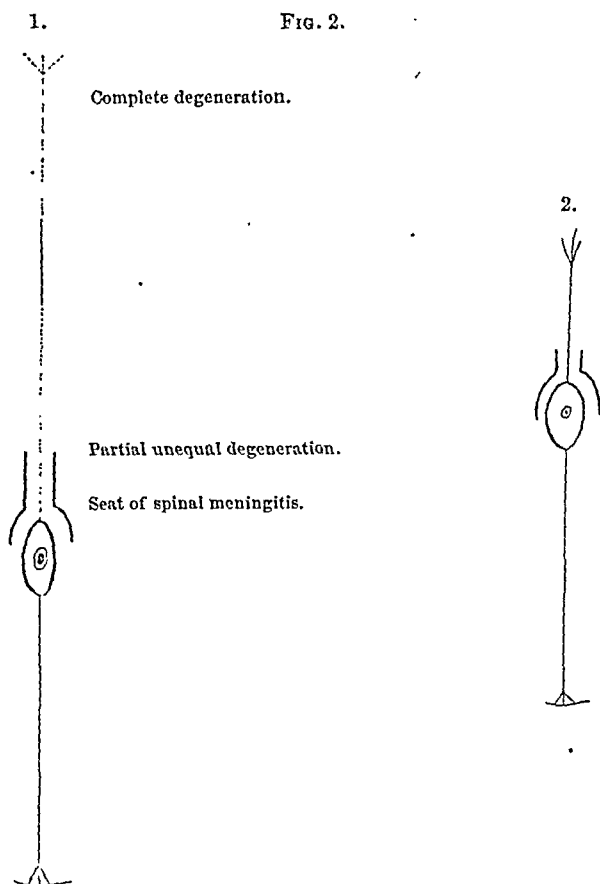 1. FIG. 2.
Complete degeneration.
2.
Partial unequal degeneration.
Seat of spinal meningitis.